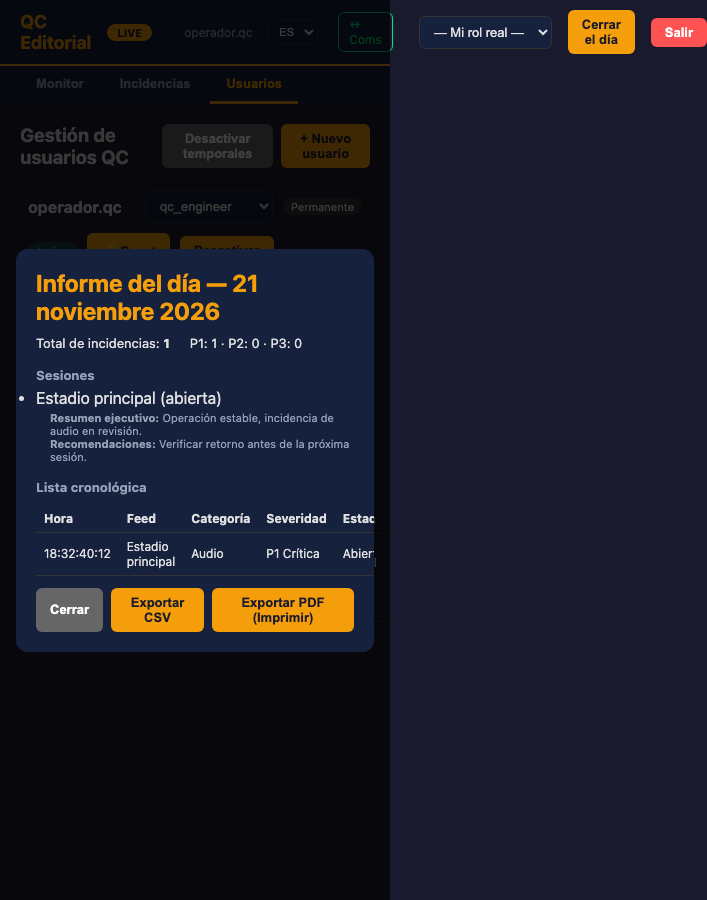 QC
Editorial
LIVE
operador.qc
ES
⇔
Coms
— Mi rol real —
Cerrar
el día
Salir
Monitor
Incidencias
Usuarios
Gestión de
usuarios QC
Desactivar
temporales
+ Nuevo
usuario
operador.qc
qc_engineer
Permanente
Informe del día — 21
noviembre 2026
Total de incidencias: 1 P1: 1 · P2: 0 · P3: 0
Sesiones
Estadio principal (abierta)
Resumen ejecutivo: Operación estable, incidencia de
audio en revisión.
Recomendaciones: Verificar retorno antes de la próxima
sesión.
Lista cronológica
Hora Feed Categoría Severidad Estad
18:32:40:12 Estadio
principal Audio P1 Crítica Abier
Cerrar
Exportar
CSV
Exportar PDF
(Imprimir)